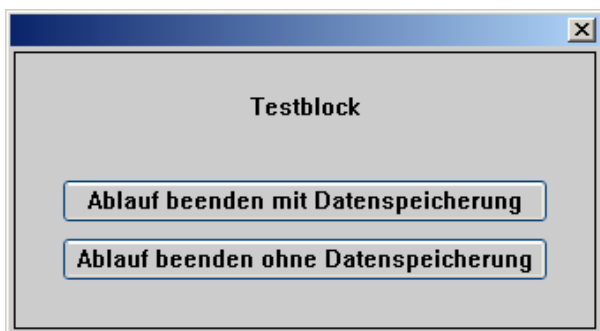 Testblock
Ablauf beenden mit Datenspeicherung
Ablauf beenden ohne Datenspeicherung